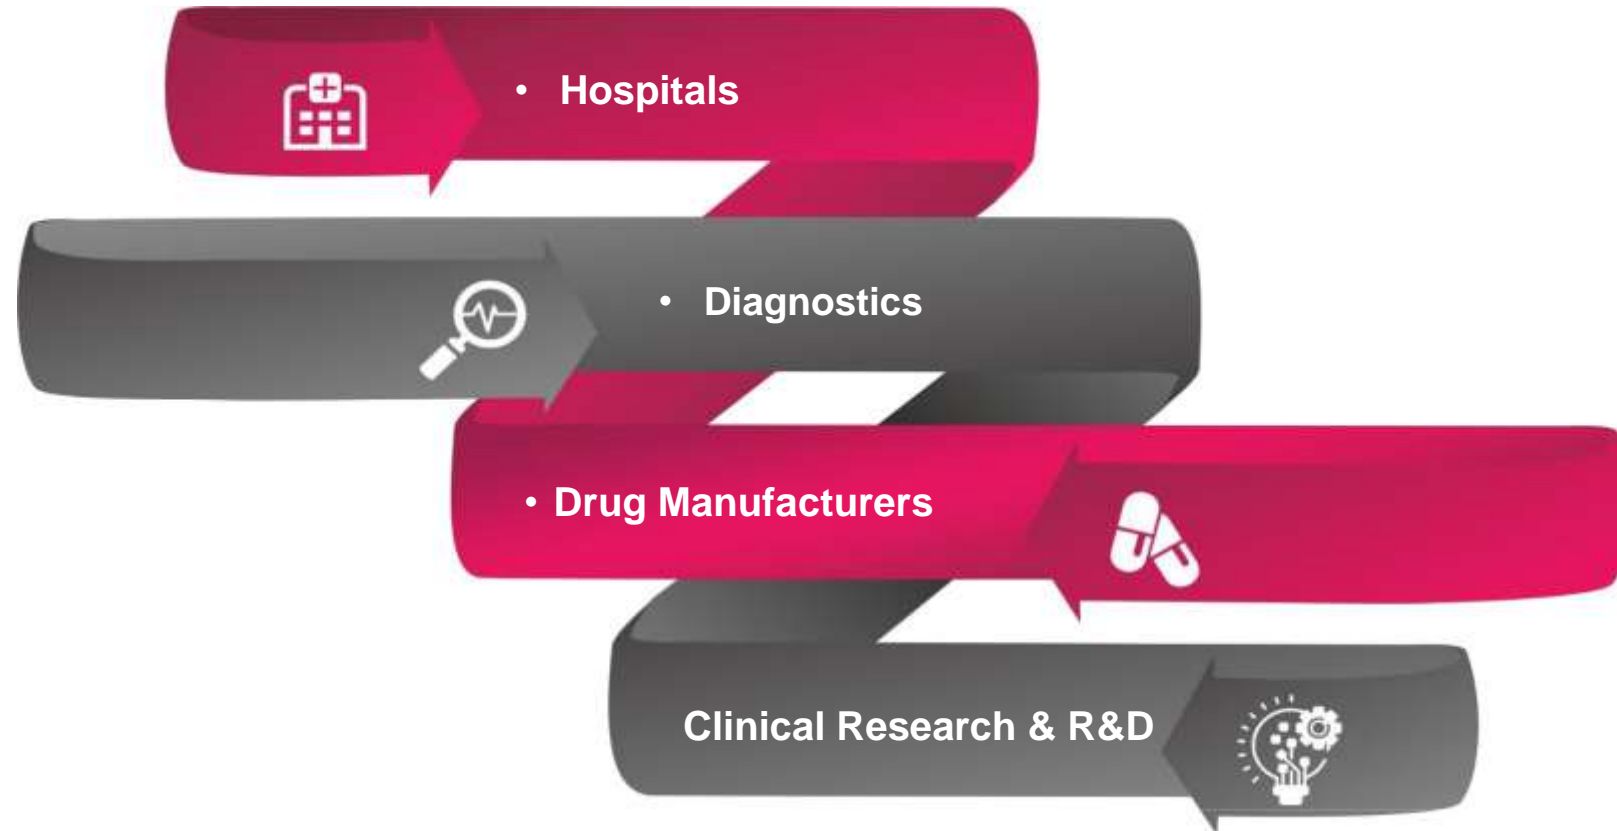 • Hospitals
• Diagnostics
• Drug Manufacturers
Clinical Research & R&D